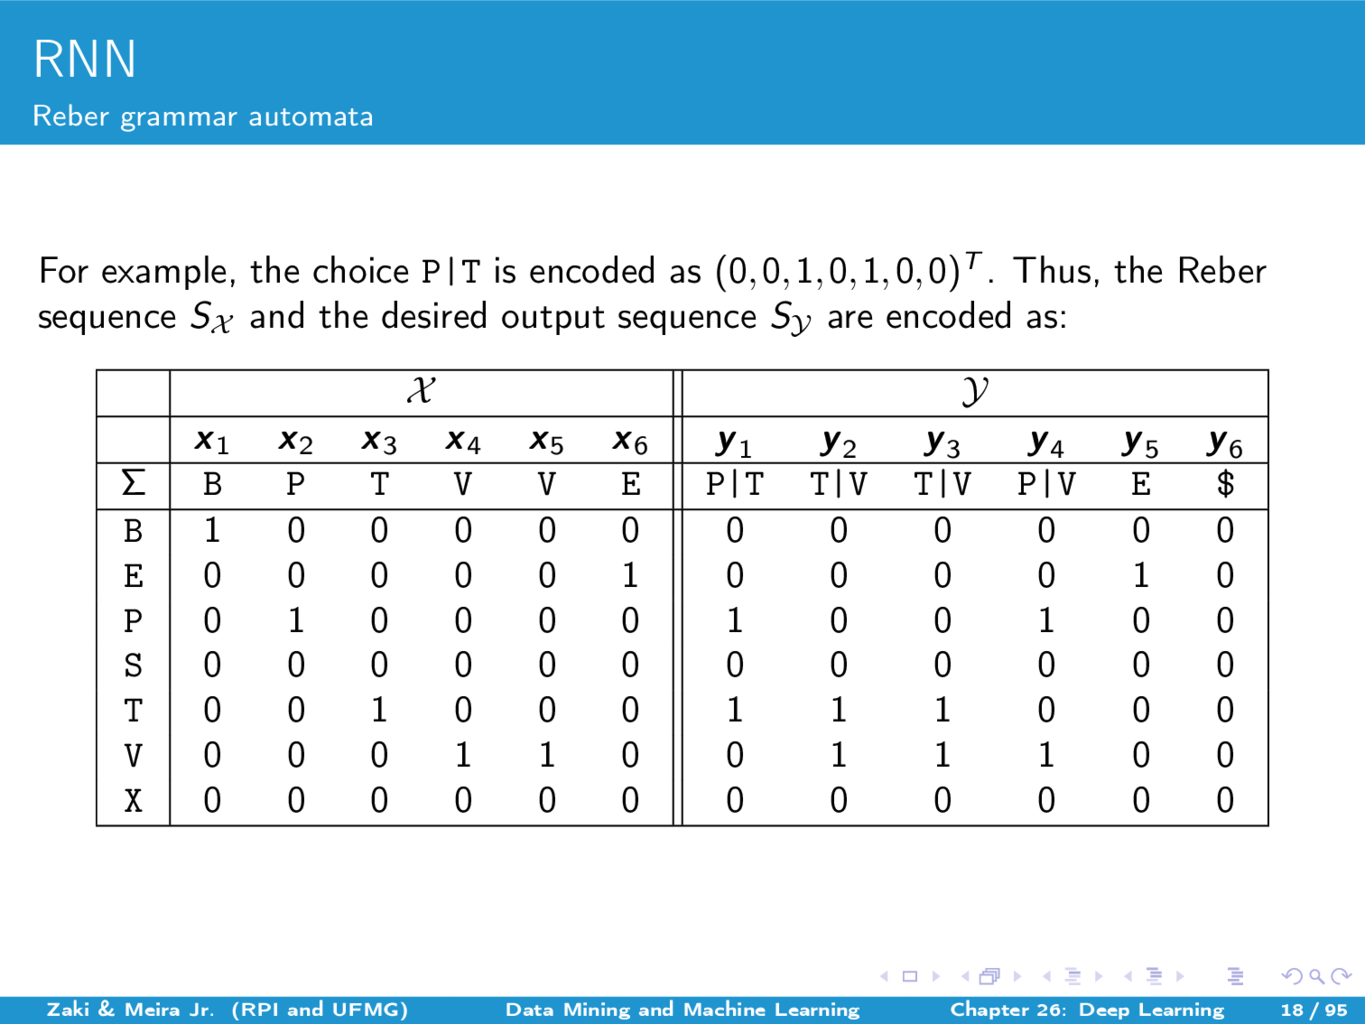 RNN
Reber grammar automata
For example, the choice P|T is encoded as (0, 0, 1, 0, 1, 0, 0)^T. Thus, the Reber
sequence S_𝒳 and the desired output sequence S_𝒴 are encoded as:
𝒳 𝒴
x₁ x₂ x₃ x₄ x₅ x₆ y₁ y₂ y₃ y₄ y₅ y₆
Σ B P T V V E P|T T|V T|V P|V E $
B 1 0 0 0 0 0 0 0 0 0 0 0
E 0 0 0 0 0 1 0 0 0 0 1 0
P 0 1 0 0 0 0 1 0 0 1 0 0
S 0 0 0 0 0 0 0 0 0 0 0 0
T 0 0 1 0 0 0 1 1 1 0 0 0
V 0 0 0 1 1 0 0 1 1 1 0 0
X 0 0 0 0 0 0 0 0 0 0 0 0
Zaki & Meira Jr. (RPI and UFMG) Data Mining and Machine Learning Chapter 26: Deep Learning 18 / 95